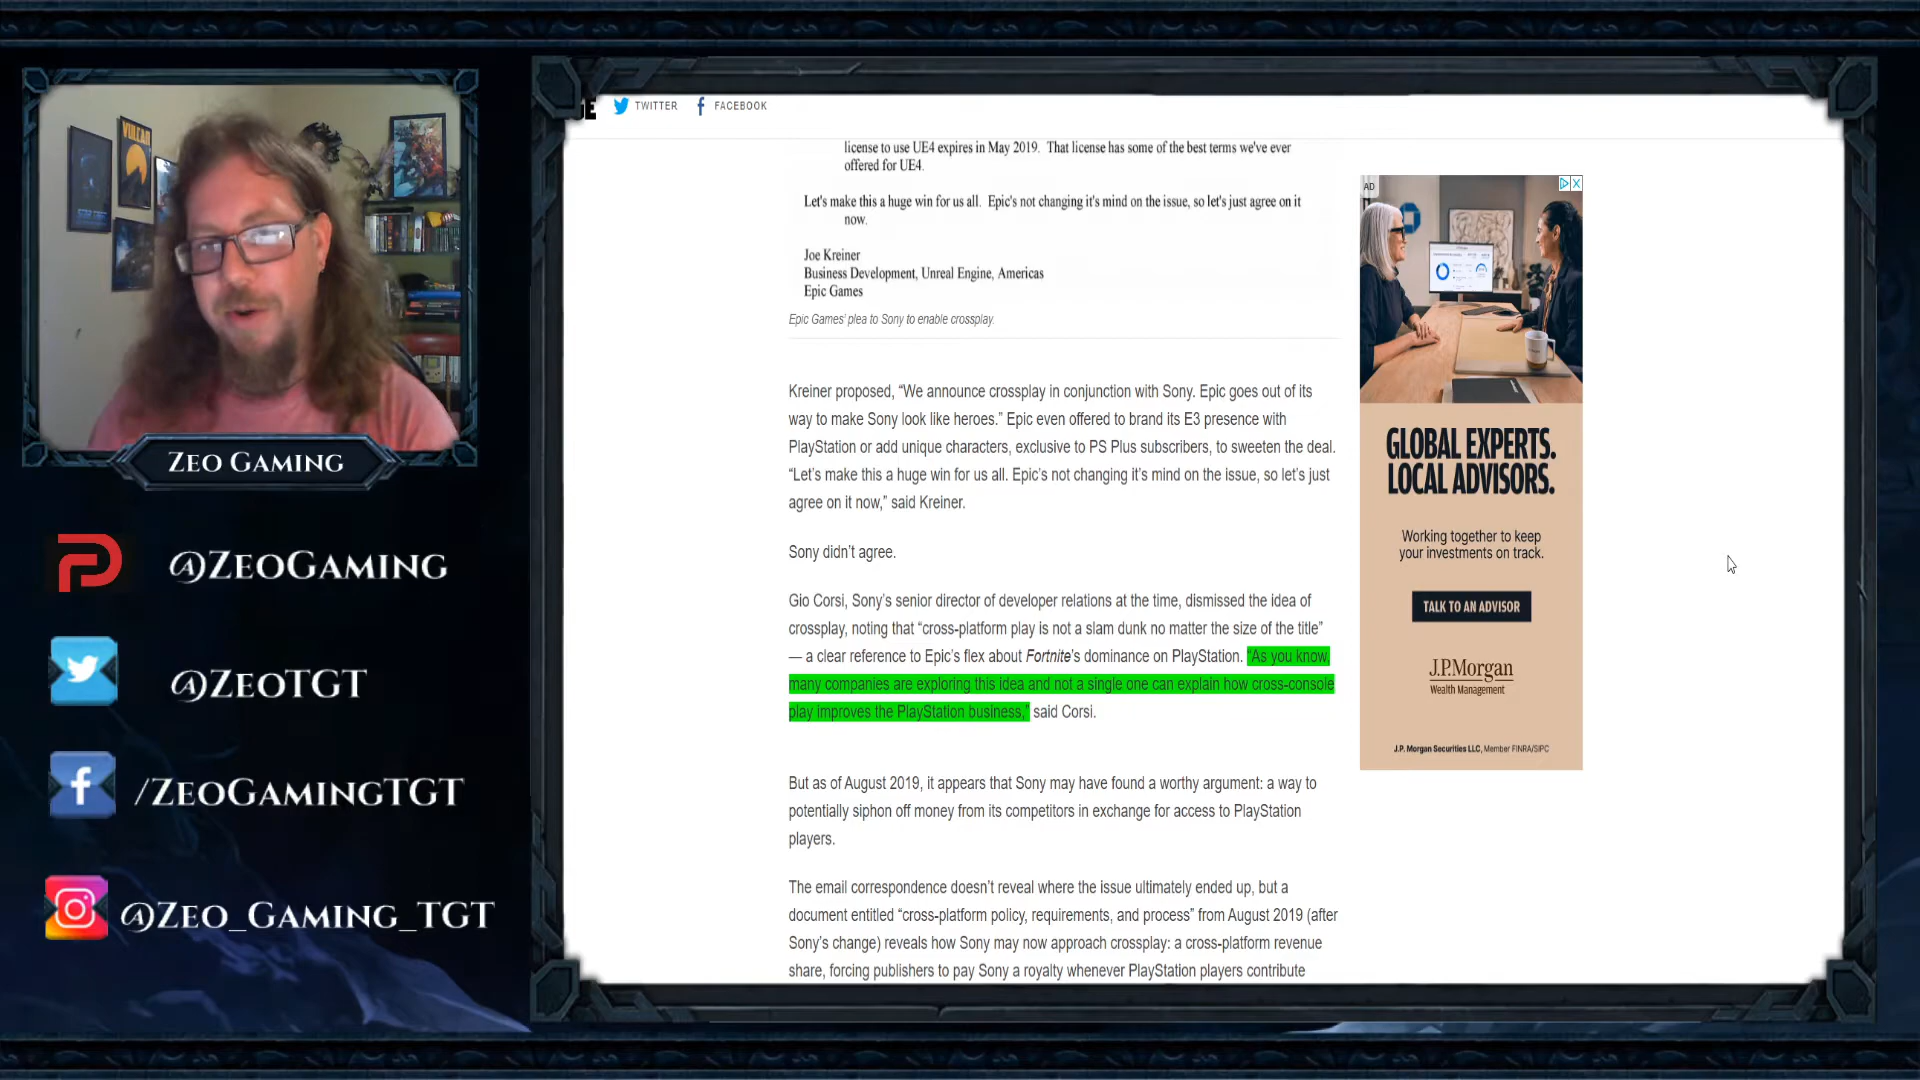 VULCAN
ZEO GAMING
@ZEOGAMING
@ZEOTGT
/ZEOGAMINGTGT
@ZEO_GAMING_TGT
GE
TWITTER
FACEBOOK
license to use UE4 expires in May 2019. That license has some of the best terms we've ever
offered for UE4.
Let's make this a huge win for us all. Epic's not changing it's mind on the issue, so let's just agree on it
now.
Joe Kreiner
Business Development, Unreal Engine, Americas
Epic Games
Epic Games' plea to Sony to enable crossplay.
Kreiner proposed, “We announce crossplay in conjunction with Sony. Epic goes out of its
way to make Sony look like heroes.” Epic even offered to brand its E3 presence with
PlayStation or add unique characters, exclusive to PS Plus subscribers, to sweeten the deal.
“Let’s make this a huge win for us all. Epic’s not changing it’s mind on the issue, so let’s just
agree on it now,” said Kreiner.
Sony didn’t agree.
Gio Corsi, Sony’s senior director of developer relations at the time, dismissed the idea of
crossplay, noting that “cross-platform play is not a slam dunk no matter the size of the title”
— a clear reference to Epic’s flex about Fortnite’s dominance on PlayStation. “As you know,
many companies are exploring this idea and not a single one can explain how cross-console
play improves the PlayStation business,” said Corsi.
But as of August 2019, it appears that Sony may have found a worthy argument: a way to
potentially siphon off money from its competitors in exchange for access to PlayStation
players.
The email correspondence doesn’t reveal where the issue ultimately ended up, but a
document entitled “cross-platform policy, requirements, and process” from August 2019 (after
Sony’s change) reveals how Sony may now approach crossplay: a cross-platform revenue
share, forcing publishers to pay Sony a royalty whenever PlayStation players contribute
AD
GLOBAL EXPERTS.
LOCAL ADVISORS.
Working together to keep
your investments on track.
TALK TO AN ADVISOR
J.P.Morgan
Wealth Management
J.P. Morgan Securities LLC, Member FINRA/SIPC